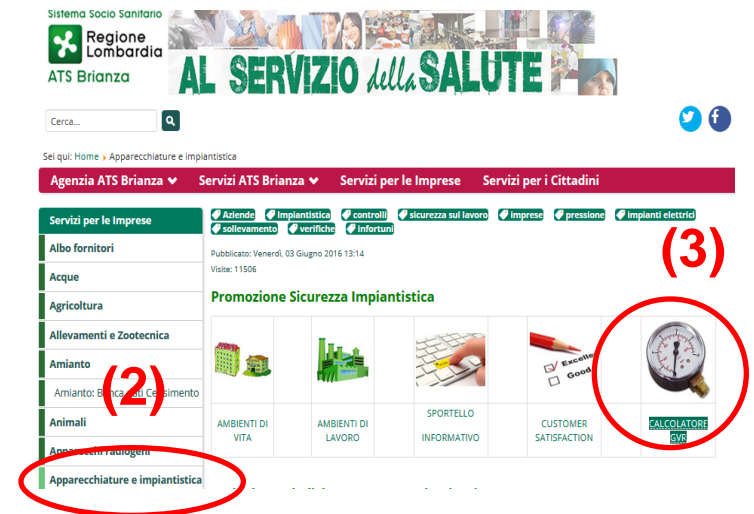 Sistema Socio Sanitario
Regione
Lombardia
ATS Brianza
AL SERVIZIO della SALUTE
Cerca...
Sei qui: Home Apparecchiature e impiantistica
Agenzia ATS Brianza Servizi ATS Brianza Servizi per le Imprese Servizi per i Cittadini
Servizi per le Imprese
Albo fornitori
Acque
Agricoltura
Allevamenti e Zootecnica
Amianto
(2)
Amianto: Banca Dati Censimento
Animali
Apparecchi radiogeni
Apparecchiature e impiantistica
Aziende Impiantistica controlli sicurezza sul lavoro imprese pressione impianti elettrici
sollevamento verifiche infortuni
(3)
Pubblicato: Venerdì, 03 Giugno 2016 13:14
Visite: 11506
Promozione Sicurezza Impiantistica
Excelle
Good
AMBIENTI DI
VITA
AMBIENTI DI
LAVORO
SPORTELLO
INFORMATIVO
CUSTOMER
SATISFACTION
CALCOLATORE
GVR